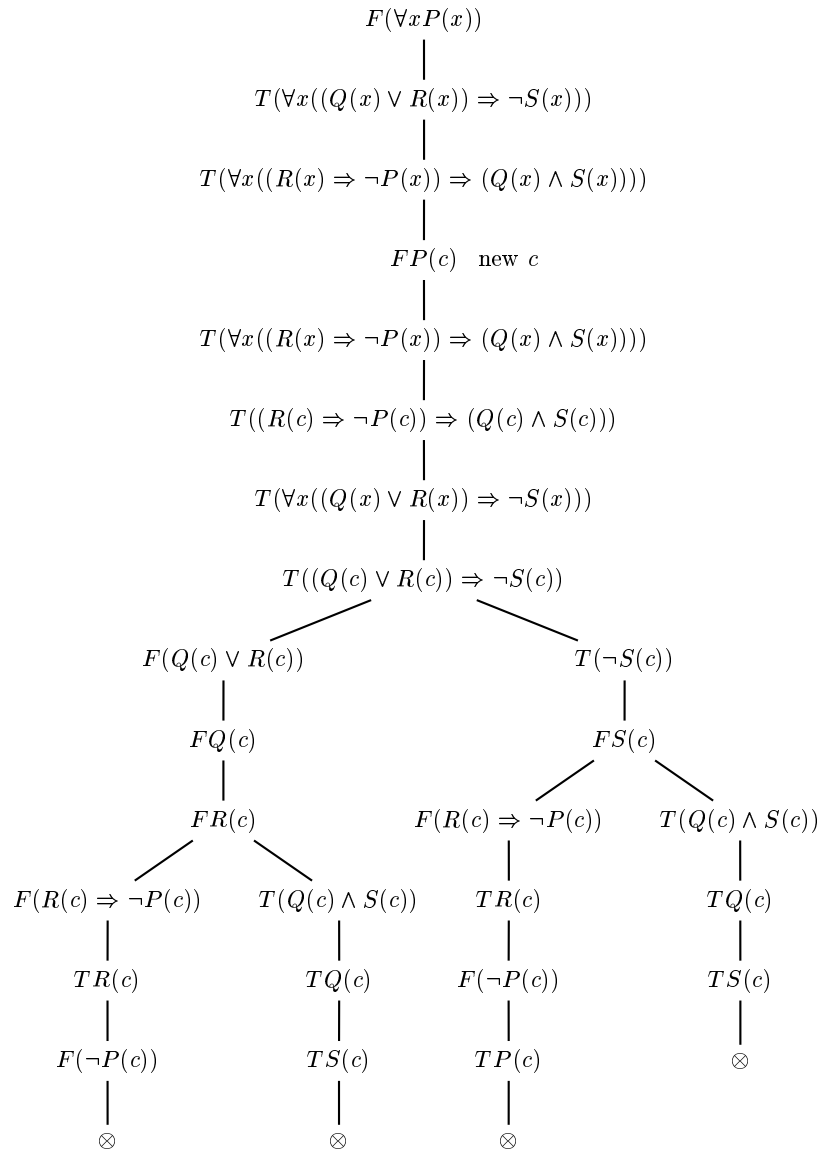 F(∀xP(x))
T(∀x((Q(x) ∨ R(x)) ⇒ ¬S(x)))
T(∀x((R(x) ⇒ ¬P(x)) ⇒ (Q(x) ∧ S(x))))
FP(c) new c
T(∀x((R(x) ⇒ ¬P(x)) ⇒ (Q(x) ∧ S(x))))
T((R(c) ⇒ ¬P(c)) ⇒ (Q(c) ∧ S(c)))
T(∀x((Q(x) ∨ R(x)) ⇒ ¬S(x)))
T((Q(c) ∨ R(c)) ⇒ ¬S(c))
F(Q(c) ∨ R(c)) T(¬S(c))
FQ(c) FS(c)
FR(c) F(R(c) ⇒ ¬P(c)) T(Q(c) ∧ S(c))
F(R(c) ⇒ ¬P(c)) T(Q(c) ∧ S(c)) TR(c) TQ(c)
TR(c) TQ(c) F(¬P(c)) TS(c)
F(¬P(c)) TS(c) TP(c) ⊗
⊗ ⊗ ⊗